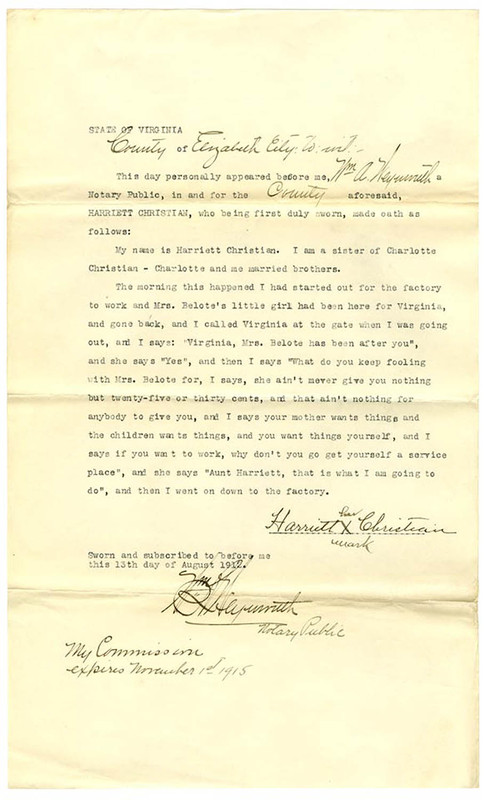 STATE OF VIRGINIA
County of Elizabeth City: to: wit:-
This day personally appeared before me, Wm A. Heyworth a
Notary Public, in and for the County aforesaid,
HARRIETT CHRISTIAN, who being first duly sworn, made oath as
follows:
My name is Harriett Christian. I am a sister of Charlotte
Christian - Charlotte and me married brothers.
The morning this happened I had started out for the factory
to work and Mrs. Belote's little girl had been here for Virginia,
and gone back, and I called Virginia at the gate when I was going
out, and I says: "Virginia, Mrs. Belote has been after you",
and she says "Yes", and then I says "What do you keep fooling
with Mrs. Belote for, I says, she ain't never give you nothing
but twenty-five or thirty cents, and that ain't nothing for
anybody to give you, and I says your mother wants things and
the children wants things, and you want things yourself, and I
says if you want to work, why don't you go get yourself a service
place", and she says "Aunt Harriett, that is what I am going to
do", and then I went on down to the factory.
Harriett her X Christian
mark
Sworn and subscribed to before me
this 13th day of August 1912.
Wm A. Heyworth
Notary Public
My Commission
expires November 1st 1915